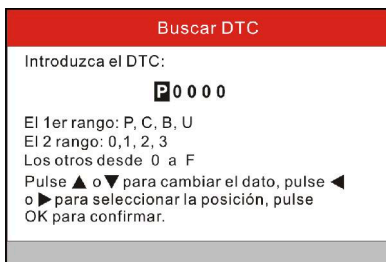 Buscar DTC
Introduzca el DTC:
P0000
El 1er rango: P, C, B, U
El 2 rango: 0,1, 2, 3
Los otros desde 0 a F
Pulse ▲ o ▼ para cambiar el dato, pulse ◀
o ▶ para seleccionar la posición, pulse
OK para confirmar.